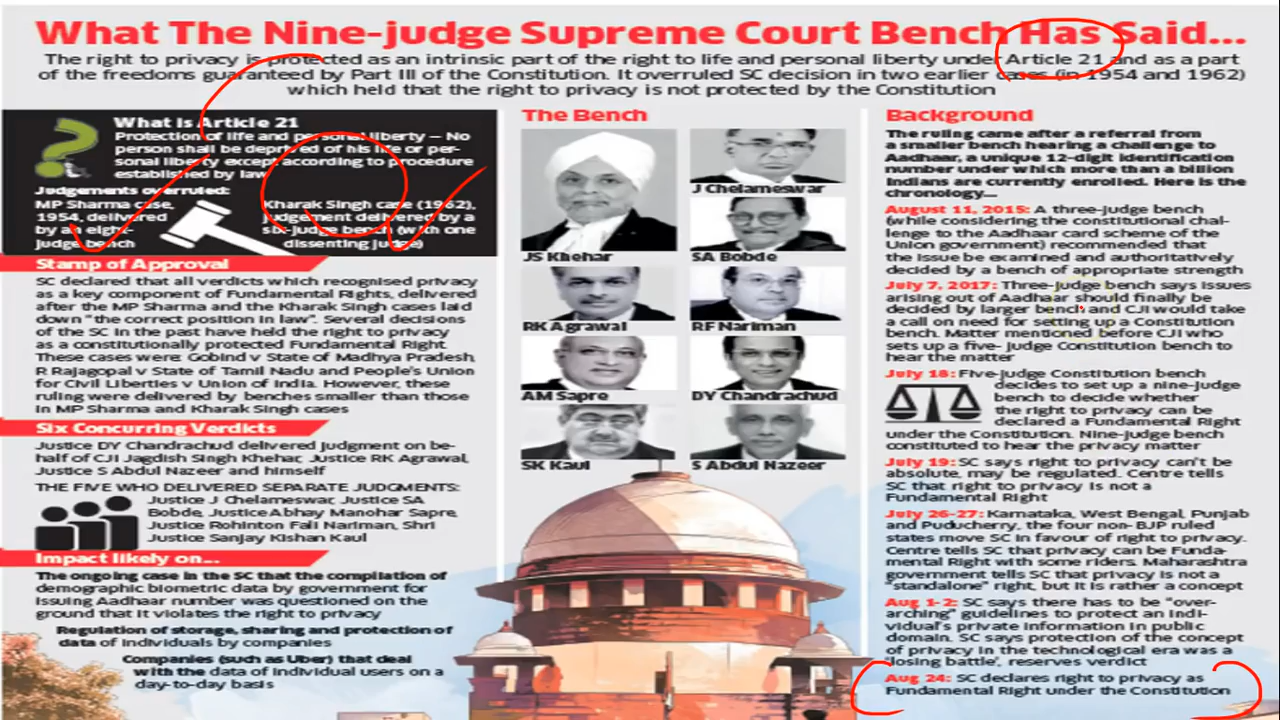 What The Nine-judge Supreme Court Bench Has Said...
The right to privacy is protected as an intrinsic part of the right to life and personal liberty under Article 21 and as a part
of the freedoms guaranteed by Part III of the Constitution. It overruled SC decision in two earlier cases (in 1954 and 1962)
which held that the right to privacy is not protected by the Constitution
What is Article 21
Protection of life and personal liberty – No
person shall be deprived of his life or per-
sonal liberty except according to procedure
established by law
Judgements overruled:
MP Sharma case,
1954, delivered
by an eight-
judge bench
Kharak Singh case (1962),
judgement delivered by a
six-judge bench (with one
dissenting judge)
Stamp of Approval
SC declared that all verdicts which recognised privacy
as a key component of Fundamental Rights, delivered
after the MP Sharma and the Kharak Singh cases laid
down "the correct position in law". Several decisions
of the SC in the past have held the right to privacy
as a constitutionally protected Fundamental Right.
These cases were: Gobind v State of Madhya Pradesh,
R Rajagopal v State of Tamil Nadu and People's Union
for Civil Liberties v Union of India. However, these
ruling were delivered by benches smaller than those
in MP Sharma and Kharak Singh cases
Six Concurring Verdicts
Justice DY Chandrachud delivered judgment on be-
half of CJI Jagdish Singh Khehar, Justice RK Agrawal,
Justice S Abdul Nazeer and himself
THE FIVE WHO DELIVERED SEPARATE JUDGMENTS:
Justice J Chelameswar, Justice SA
Bobde, Justice Abhay Manohar Sapre,
Justice Rohinton Fali Nariman, Shri
Justice Sanjay Kishan Kaul
Impact likely on...
The ongoing case in the SC that the compilation of
demographic biometric data by government for
issuing Aadhaar number was questioned on the
ground that it violates the right to privacy
Regulation of storage, sharing and protection of
data of individuals by companies
Companies (such as Uber) that deal
with the data of individual users on a
day-to-day basis
The Bench
JS Khehar
J Chelameswar
SA Bobde
RK Agrawal
RF Nariman
AM Sapre
DY Chandrachud
SK Kaul
S Abdul Nazeer
Background
The ruling came after a referral from
a smaller bench hearing a challenge to
Aadhaar, a unique 12-digit identification
number under which more than a billion
Indians are currently enrolled. Here is the
chronology...
August 11, 2015: A three-judge bench
(while considering the constitutional chal-
lenge to the Aadhaar card scheme of the
Union government) recommended that
the issue be examined and authoritatively
decided by a bench of appropriate strength
July 7, 2017: Three-judge bench says issues
arising out of Aadhaar should finally be
decided by larger bench and CJI would take
a call on need for setting up a Constitution
bench. Matter mentioned before CJI who
sets up a five- judge Constitution bench to
hear the matter
July 18: Five-judge Constitution bench
decides to set up a nine-judge
bench to decide whether
the right to privacy can be
declared a Fundamental Right
under the Constitution. Nine-judge bench
constituted to hear the privacy matter
July 19: SC says right to privacy can't be
absolute, may be regulated. Centre tells
SC that right to privacy is not a
Fundamental Right
July 26-27: Karnataka, West Bengal, Punjab
and Puducherry, the four non-BJP ruled
states move SC in favour of right to privacy.
Centre tells SC that privacy can be Funda-
mental Right with some riders. Maharashtra
government tells SC that privacy is not a
"standalone" right, but it is rather a concept
Aug 1-2: SC says there has to be "over-
arching" guidelines to protect an indi-
vidual's private information in public
domain. SC says protection of the concept
of privacy in the technological era was a
'losing battle', reserves verdict
Aug 24: SC declares right to privacy as
Fundamental Right under the Constitution